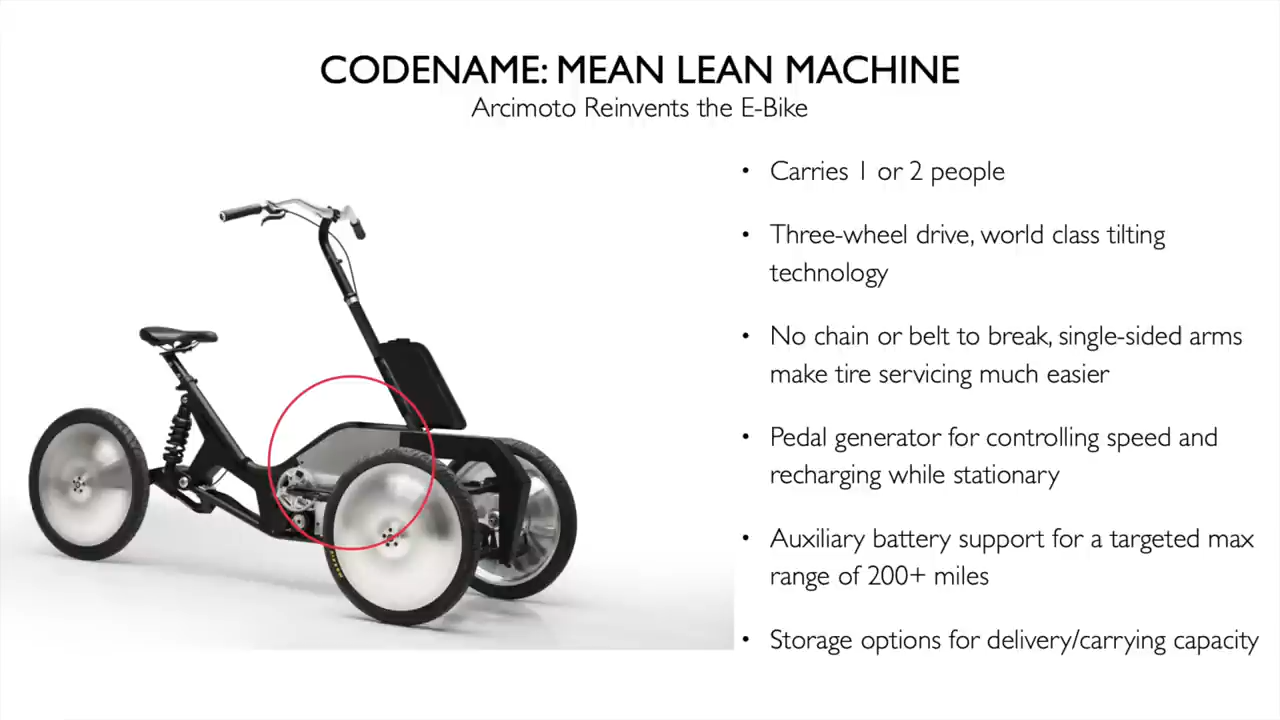 CODENAME: MEAN LEAN MACHINE
Arcimoto Reinvents the E-Bike
• Carries 1 or 2 people
• Three-wheel drive, world class tilting
technology
• No chain or belt to break, single-sided arms
make tire servicing much easier
• Pedal generator for controlling speed and
recharging while stationary
• Auxiliary battery support for a targeted max
range of 200+ miles
• Storage options for delivery/carrying capacity